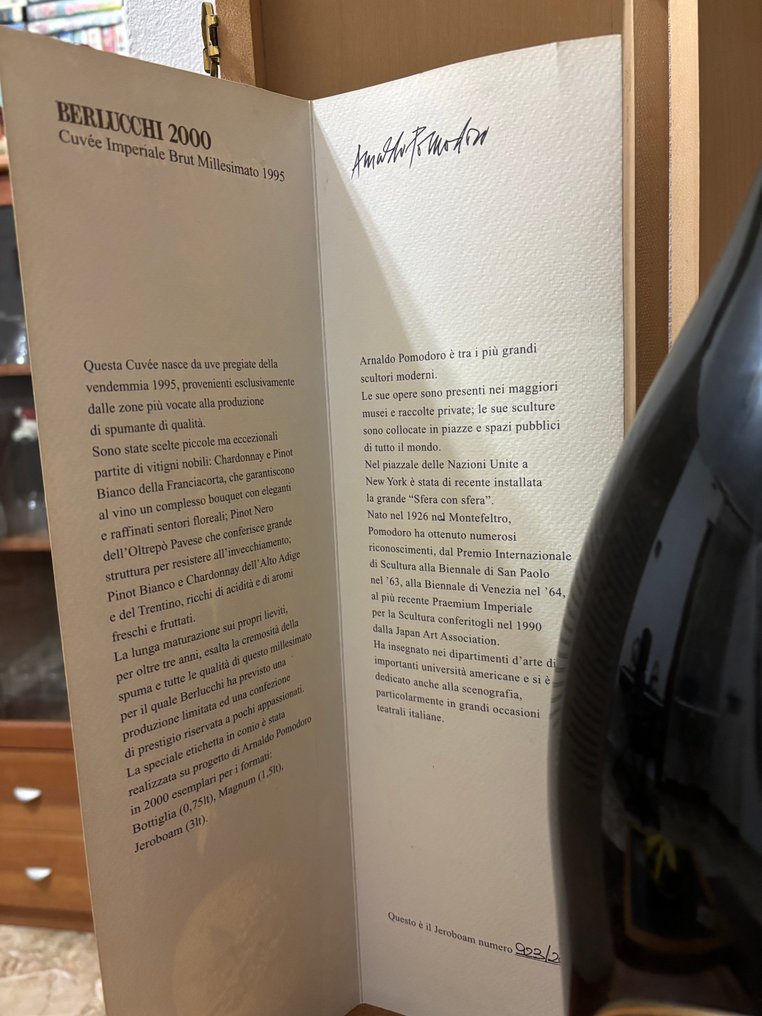 BERLUCCHI 2000
Cuvée Imperiale Brut Millesimato 1995
Questa Cuvée nasce da uve pregiate della
vendemmia 1995, provenienti esclusivamente
dalle zone più vocate alla produzione
di spumante di qualità.
Sono state scelte piccole ma eccezionali
partite di vitigni nobili: Chardonnay e Pinot
Bianco della Franciacorta, che garantiscono
al vino un complesso bouquet con eleganti
e raffinati sentori floreali; Pinot Nero
dell'Oltrepò Pavese che conferisce grande
struttura per resistere all'invecchiamento;
Pinot Bianco e Chardonnay dell'Alto Adige
e del Trentino, ricchi di acidità e di aromi
freschi e fruttati.
La lunga maturazione sui propri lieviti,
per oltre tre anni, esalta la cremosità della
spuma e tutte le qualità di questo millesimato
per il quale Berlucchi ha previsto una
produzione limitata ed una confezione
di prestigio riservata a pochi appassionati.
La speciale etichetta in conio è stata
realizzata su progetto di Arnaldo Pomodoro
in 2000 esemplari per i formati:
Bottiglia (0,75lt), Magnum (1,5lt),
Jeroboam (3lt).
Arnaldo Pomodoro
Arnaldo Pomodoro è tra i più grandi
scultori moderni.
Le sue opere sono presenti nei maggiori
musei e raccolte private; le sue sculture
sono collocate in piazze e spazi pubblici
di tutto il mondo.
Nel piazzale delle Nazioni Unite a
New York è stata di recente installata
la grande “Sfera con sfera”.
Nato nel 1926 nel Montefeltro,
Pomodoro ha ottenuto numerosi
riconoscimenti, dal Premio Internazionale
di Scultura alla Biennale di San Paolo
nel '63, alla Biennale di Venezia nel '64,
al più recente Praemium Imperiale
per la Scultura conferitogli nel 1990
dalla Japan Art Association.
Ha insegnato nei dipartimenti d'arte di
importanti università americane e si è
dedicato anche alla scenografia,
particolarmente in grandi occasioni
teatrali italiane.
Questo è il Jeroboam numero 923/2